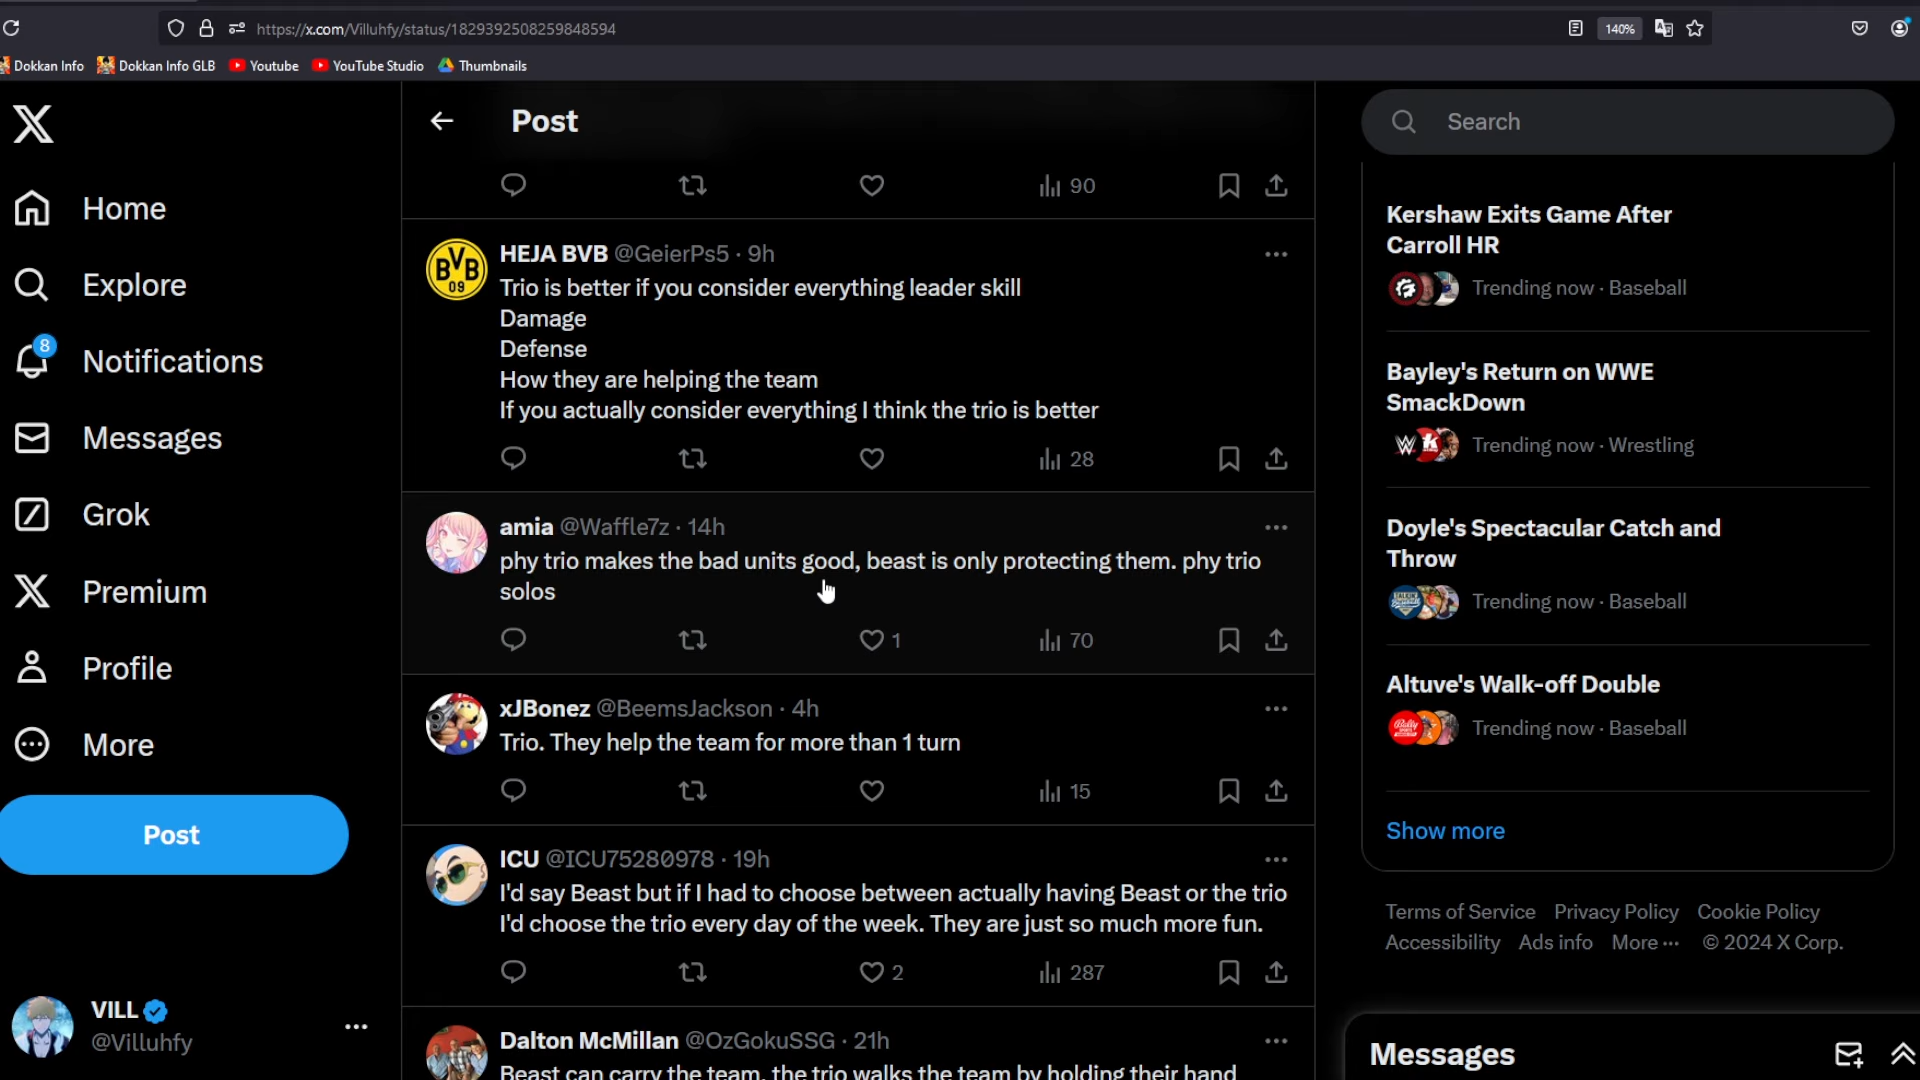 https://x.com/Villuhfy/status/1829392508259848594
140%
Dokkan Info
Dokkan Info GLB
Youtube
YouTube Studio
Thumbnails
Home
Explore
8
Notifications
Messages
Grok
Premium
Profile
More
Post
VILL
@Villuhfy
Post
90
BVB
09
HEJA BVB @GeierPs5 · 9h
Trio is better if you consider everything leader skill
Damage
Defense
How they are helping the team
If you actually consider everything I think the trio is better
28
amia @Waffle7z · 14h
phy trio makes the bad units good, beast is only protecting them. phy trio
solos
1
70
xJBonez @BeemsJackson · 4h
Trio. They help the team for more than 1 turn
15
ICU @ICU75280978 · 19h
I'd say Beast but if I had to choose between actually having Beast or the trio
I'd choose the trio every day of the week. They are just so much more fun.
2
287
Dalton McMillan @OzGokuSSG · 21h
Beast can carry the team, the trio walks the team by holding their hand
Search
Kershaw Exits Game After
Carroll HR
Trending now · Baseball
Bayley's Return on WWE
SmackDown
Trending now · Wrestling
Doyle's Spectacular Catch and
Throw
Trending now · Baseball
Altuve's Walk-off Double
Trending now · Baseball
Show more
Terms of Service Privacy Policy Cookie Policy
Accessibility Ads info More ··· © 2024 X Corp.
Messages